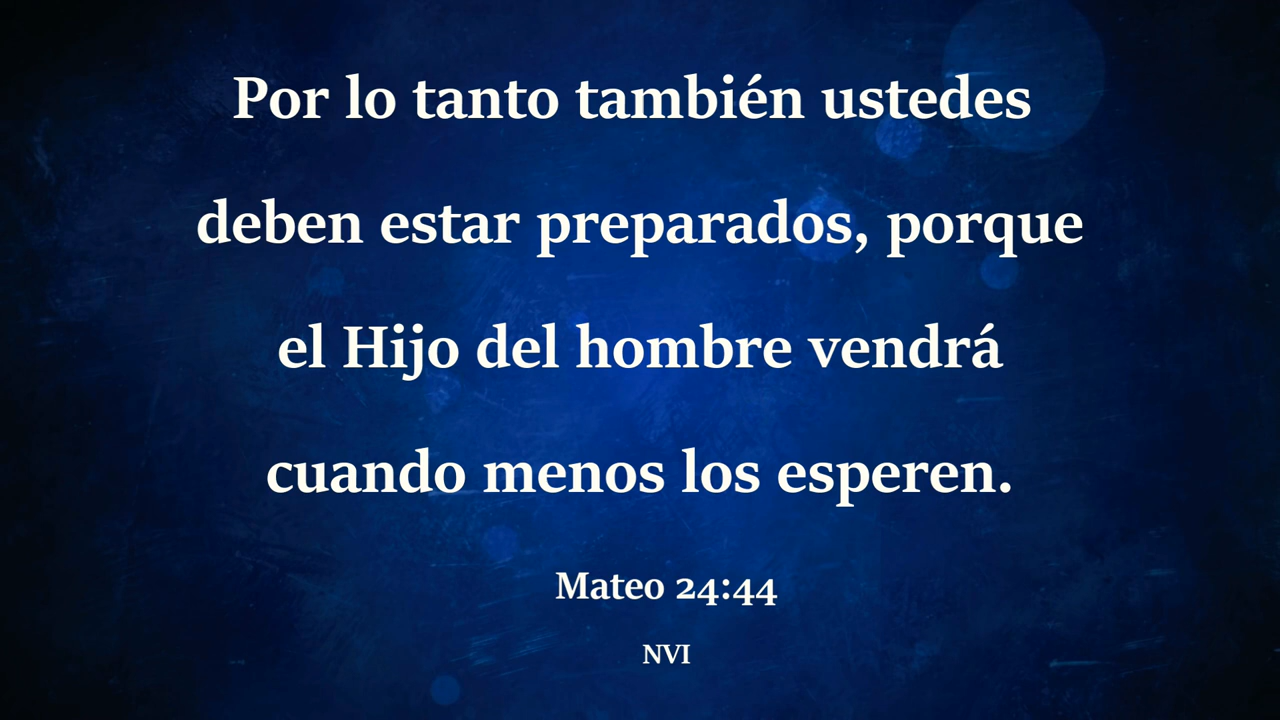 Por lo tanto también ustedes
deben estar preparados, porque
el Hijo del hombre vendrá
cuando menos los esperen.
Mateo 24:44
NVI